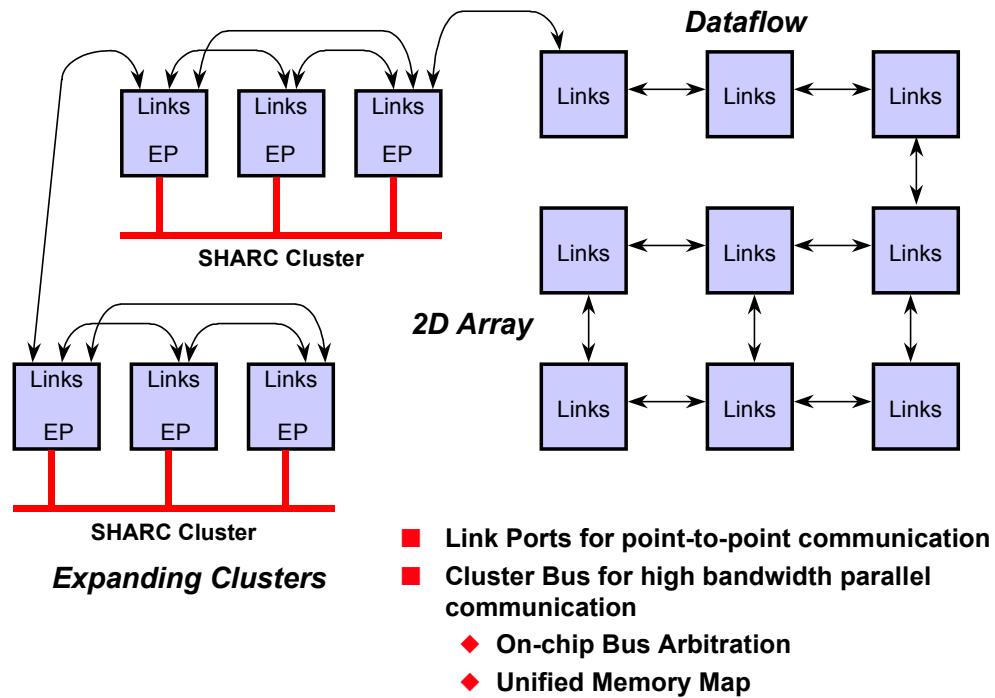 Dataflow
Links
Links
Links
Links
Links
Links
EP
EP
EP
SHARC Cluster
Links
Links
Links
2D Array
Links
Links
Links
Links
Links
Links
EP
EP
EP
SHARC Cluster
Expanding Clusters
Link Ports for point-to-point communication
Cluster Bus for high bandwidth parallel
communication
On-chip Bus Arbitration
Unified Memory Map